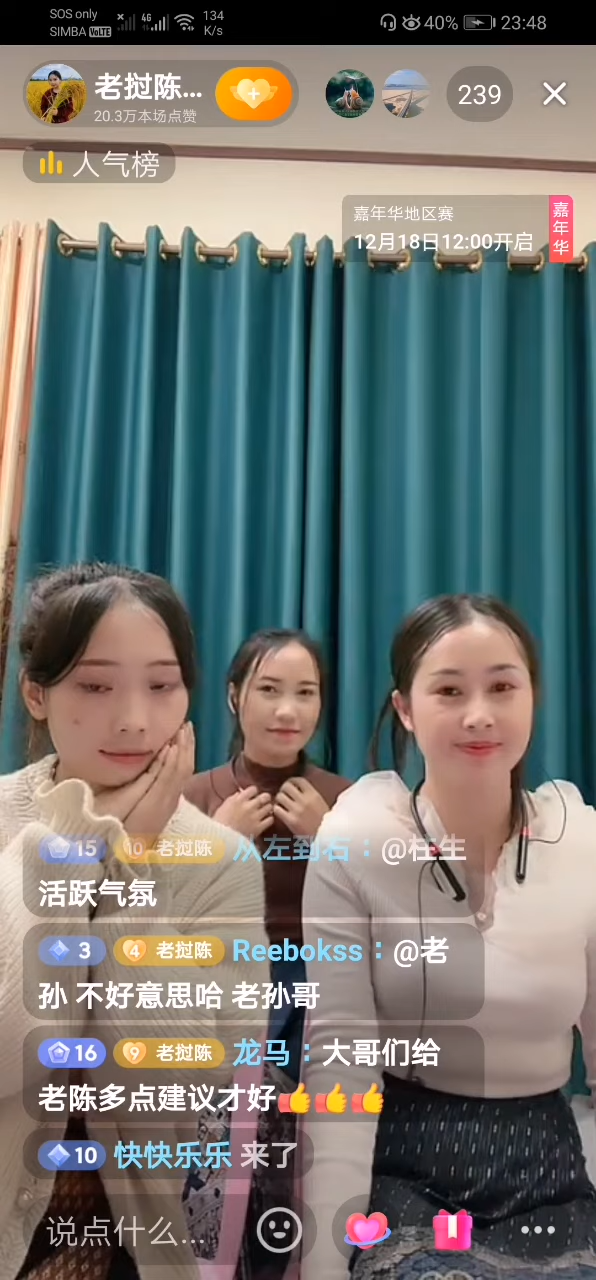 SOS only
SIMBA VoLTE
4G
134
K/s
40%
23:48
老挝陈...
20.3万本场点赞
239
人气榜
嘉年华地区赛
12月18日12:00开启
嘉年华
15 10 老挝陈 从左到右：@枉生
活跃气氛
3 4 老挝陈 Reebokss：@老
孙 不好意思哈 老孙哥
16 9 老挝陈 龙马：大哥们给
老陈多点建议才好👍👍👍
10 快快乐乐 来了
说点什么...